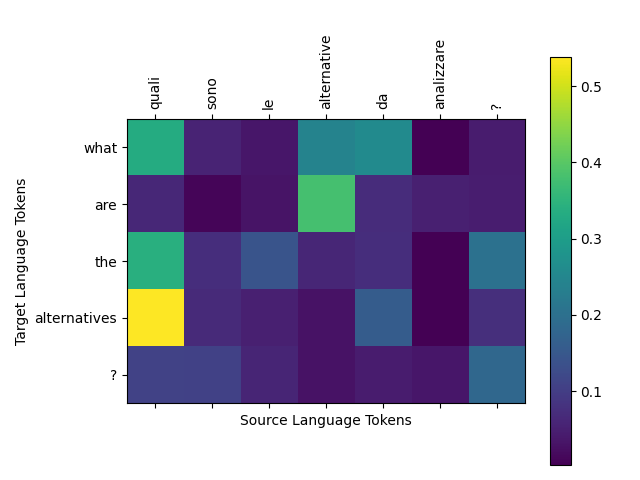 quali
sono
le
alternative
da
analizzare
?
what
are
the
alternatives
?
Target Language Tokens
Source Language Tokens
0.5
0.4
0.3
0.2
0.1